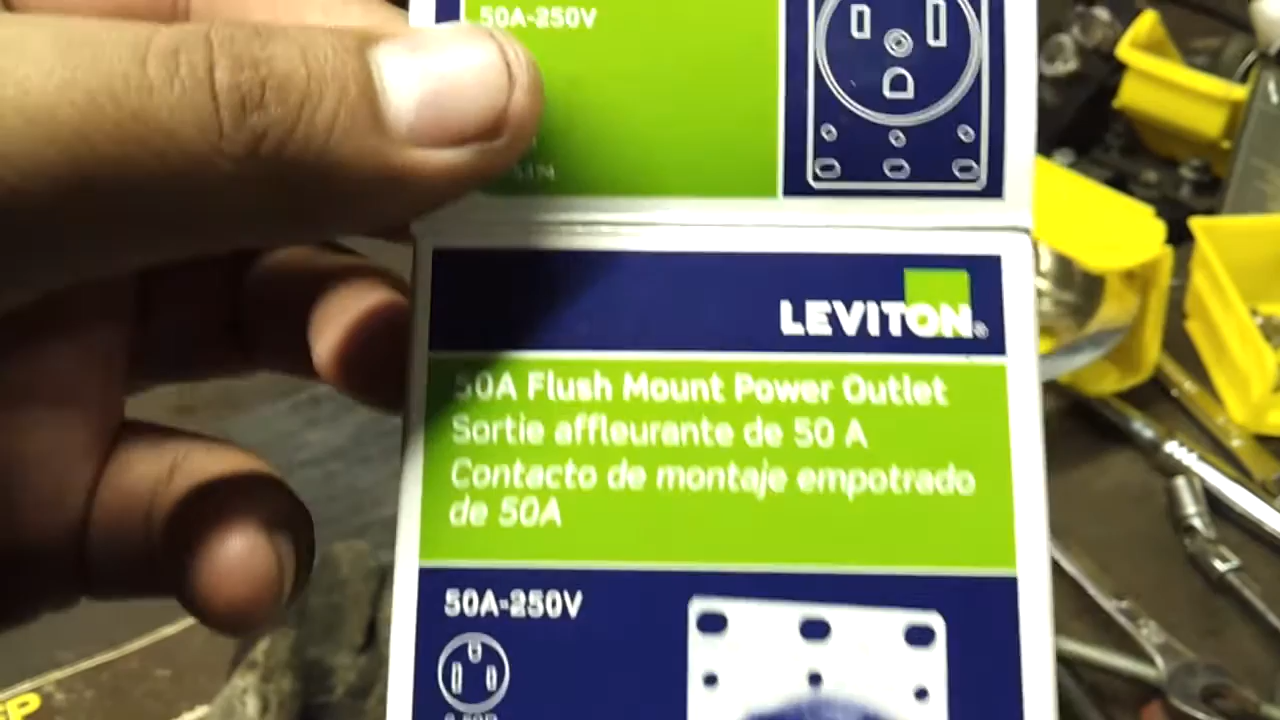 50A-250V
LEVITON®
50A Flush Mount Power Outlet
Sortie affleurante de 50 A
Contacto de montaje empotrado
de 50A
50A-250V